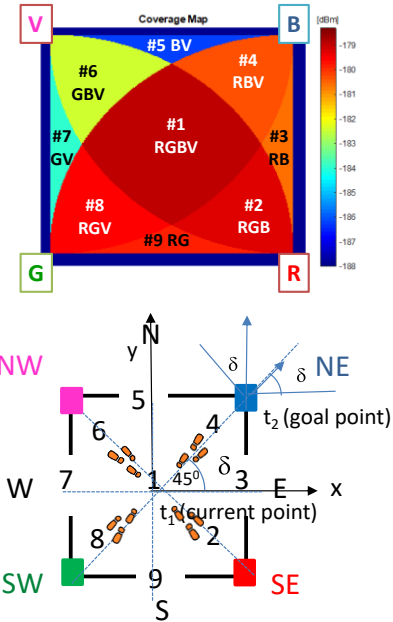 Coverage Map
[dBm]
V
B
#5 BV
#6
GBV
#4
RBV
#1
RGBV
#7
GV
#3
RB
#8
RGV
#2
RGB
#9 RG
G
R
-179
-180
-181
-182
-183
-184
-185
-186
-187
-188
N
y
NW
NE
δ
δ
t2 (goal point)
5
6
4
W
7
1
45⁰
δ
3
E
x
t1 (current point)
8
2
SW
9
SE
S